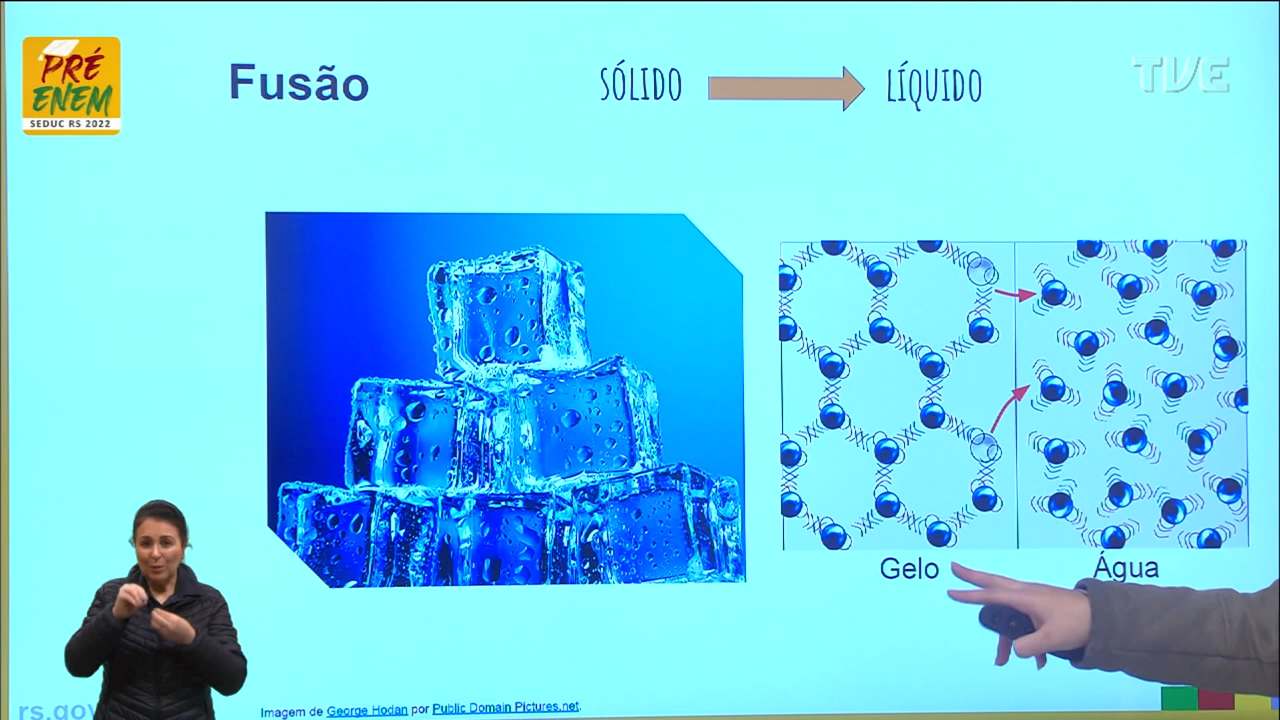 PRÉ
ENEM
SEDUC RS 2022
Fusão
SÓLIDO
LÍQUIDO
TVE
Gelo
Água
rs.gov
Imagem de George Hodan por Public Domain Pictures.net.